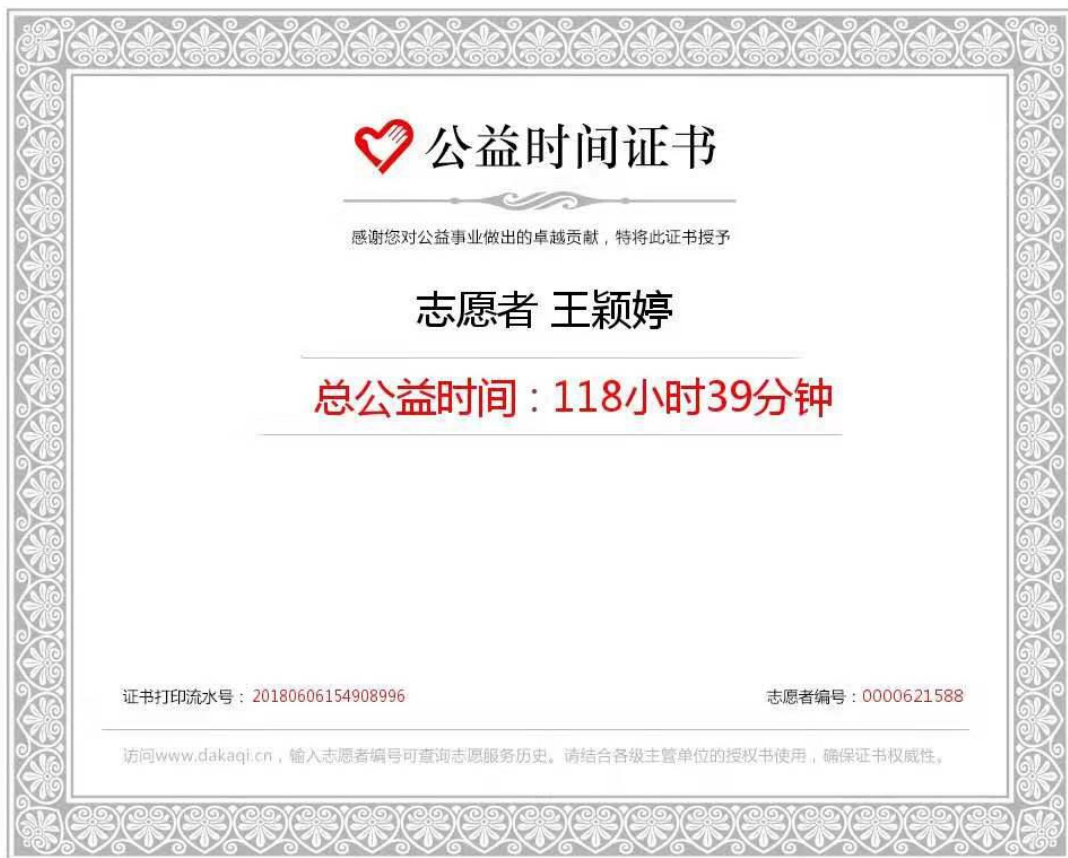 公益时间证书
感谢您对公益事业做出的卓越贡献，特将此证书授予
志愿者 王颖婷
总公益时间：118小时39分钟
证书打印流水号：20180606154908996
志愿者编号：0000621588
访问www.dakaqi.cn，输入志愿者编号可查询志愿服务历史。请结合各级主管单位的授权书使用，确保证书权威性。